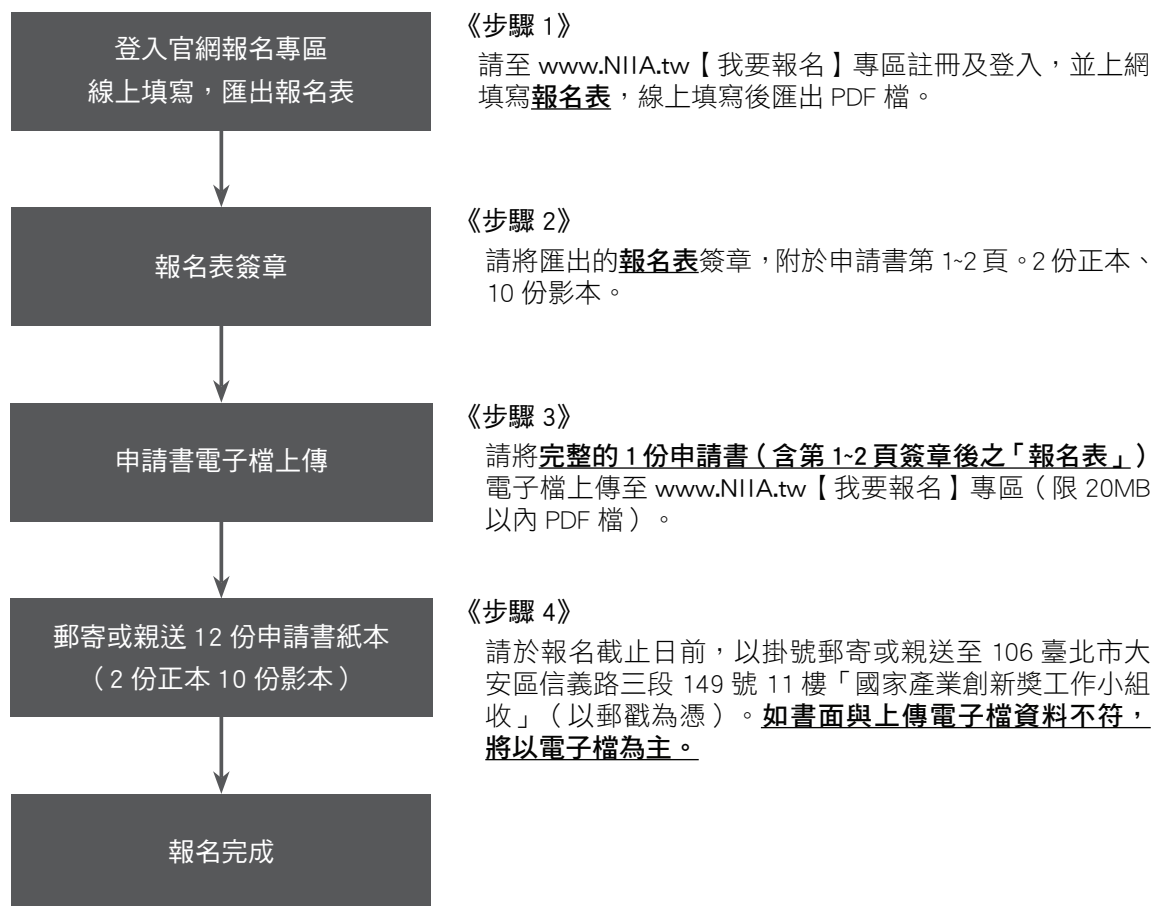 登入官網報名專區
線上填寫，匯出報名表
《步驟 1》
請至 www.NIIA.tw【我要報名】專區註冊及登入，並上網
填寫報名表，線上填寫後匯出 PDF 檔。
報名表簽章
《步驟 2》
請將匯出的報名表簽章，附於申請書第 1~2 頁。2 份正本、
10 份影本。
申請書電子檔上傳
《步驟 3》
請將完整的 1 份申請書（含第 1~2 頁簽章後之「報名表」）
電子檔上傳至 www.NIIA.tw【我要報名】專區（限 20MB
以內 PDF 檔）。
郵寄或親送 12 份申請書紙本
（2 份正本 10 份影本）
《步驟 4》
請於報名截止日前，以掛號郵寄或親送至 106 臺北市大
安區信義路三段 149 號 11 樓「國家產業創新獎工作小組
收」（以郵戳為憑）。如書面與上傳電子檔資料不符，
將以電子檔為主。
報名完成